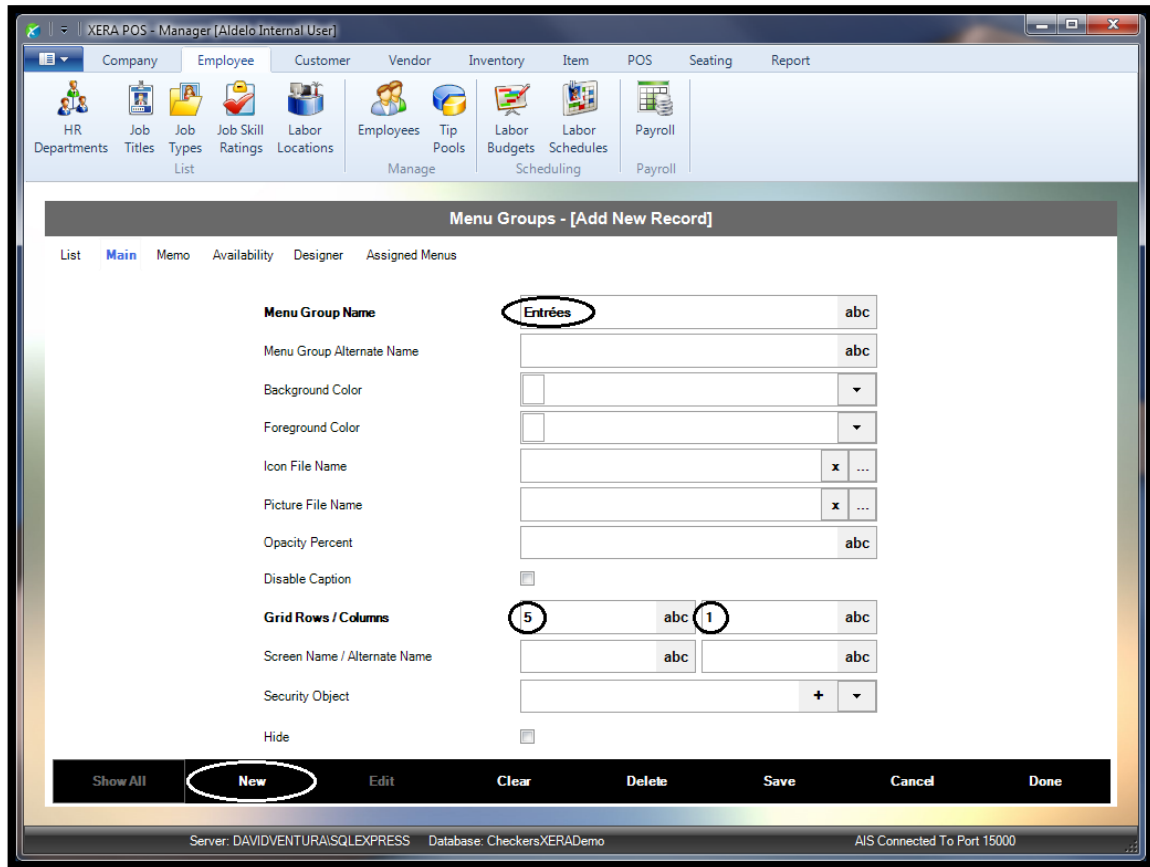 XERA POS - Manager [Aldelo Internal User]
Company Employee Customer Vendor Inventory Item POS Seating Report
HR Departments
Job Titles
Job Types
Job Skill Ratings
Labor Locations
Employees
Tip Pools
Labor Budgets
Labor Schedules
Payroll
List Manage Scheduling Payroll
Menu Groups - [Add New Record]
List Main Memo Availability Designer Assigned Menus
Menu Group Name Entrées abc
Menu Group Alternate Name abc
Background Color
Foreground Color
Icon File Name x ...
Picture File Name x ...
Opacity Percent abc
Disable Caption
Grid Rows / Columns 5 abc 1 abc
Screen Name / Alternate Name abc abc
Security Object +
Hide
Show All New Edit Clear Delete Save Cancel Done
Server: DAVIDVENTURA\SQLEXPRESS Database: CheckersXERADemo AIS Connected To Port 15000